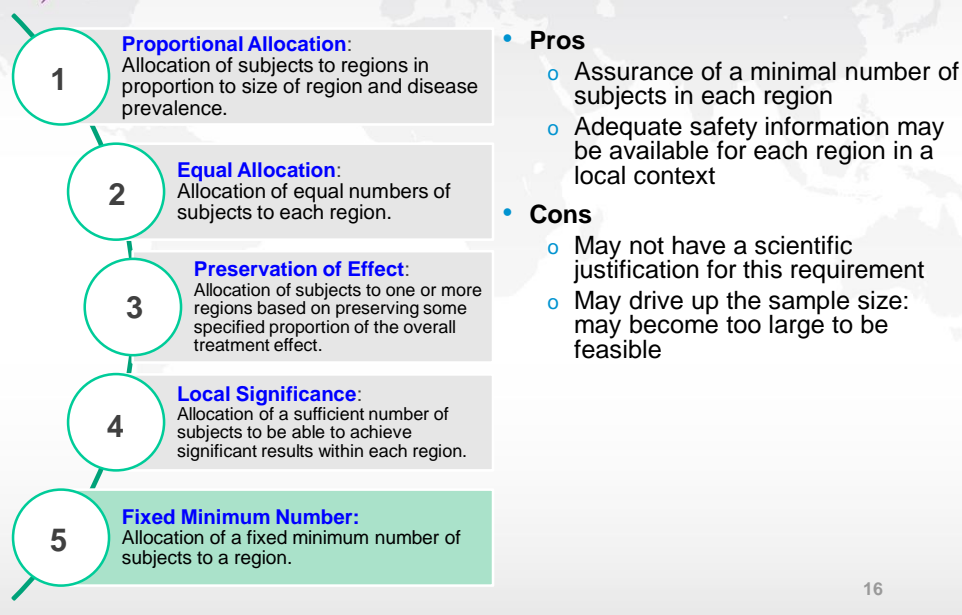 1
Proportional Allocation:
Allocation of subjects to regions in
proportion to size of region and disease
prevalence.
2
Equal Allocation:
Allocation of equal numbers of
subjects to each region.
3
Preservation of Effect:
Allocation of subjects to one or more
regions based on preserving some
specified proportion of the overall
treatment effect.
4
Local Significance:
Allocation of a sufficient number of
subjects to be able to achieve
significant results within each region.
5
Fixed Minimum Number:
Allocation of a fixed minimum number of
subjects to a region.
• Pros
o Assurance of a minimal number of
subjects in each region
o Adequate safety information may
be available for each region in a
local context
• Cons
o May not have a scientific
justification for this requirement
o May drive up the sample size:
may become too large to be
feasible
16